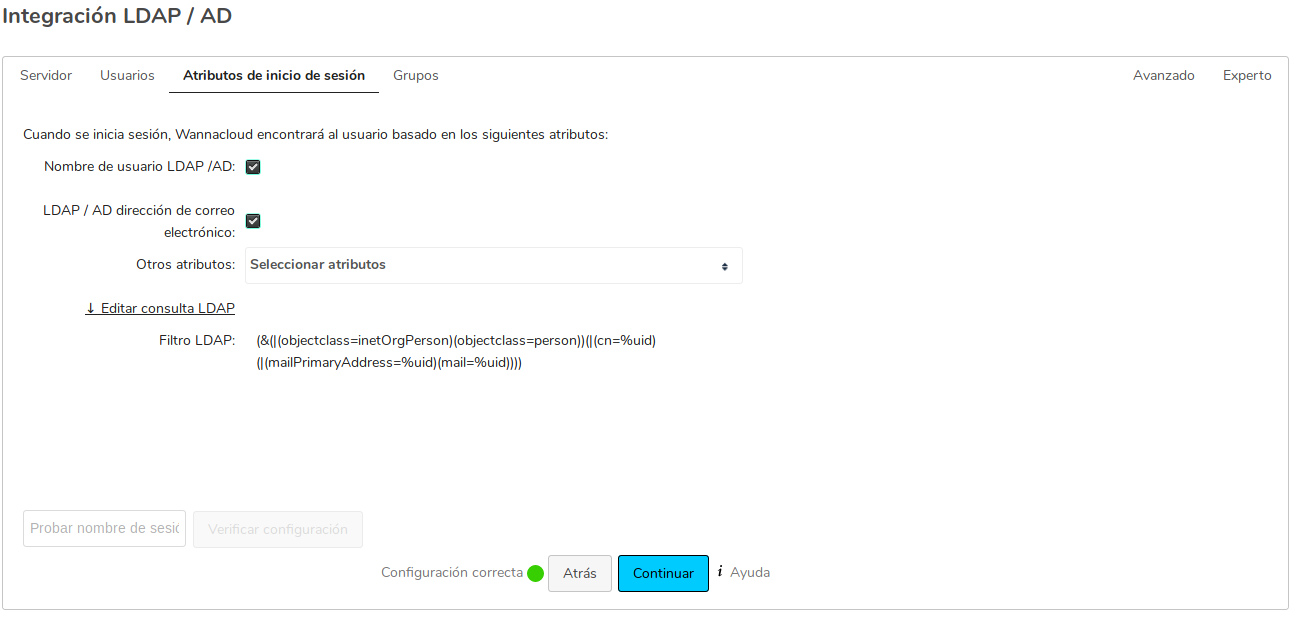 Integración LDAP / AD
Servidor Usuarios Atributos de inicio de sesión Grupos Avanzado Experto
Cuando se inicia sesión, Wannacloud encontrará al usuario basado en los siguientes atributos:
Nombre de usuario LDAP /AD:
LDAP / AD dirección de correo
electrónico:
Otros atributos: Seleccionar atributos
↓ Editar consulta LDAP
Filtro LDAP: (&(|(objectclass=inetOrgPerson)(objectclass=person))(|(cn=%uid)
(|(mailPrimaryAddress=%uid)(mail=%uid))))
Probar nombre de sesi Verificar configuración
Configuración correcta Atrás Continuar i Ayuda